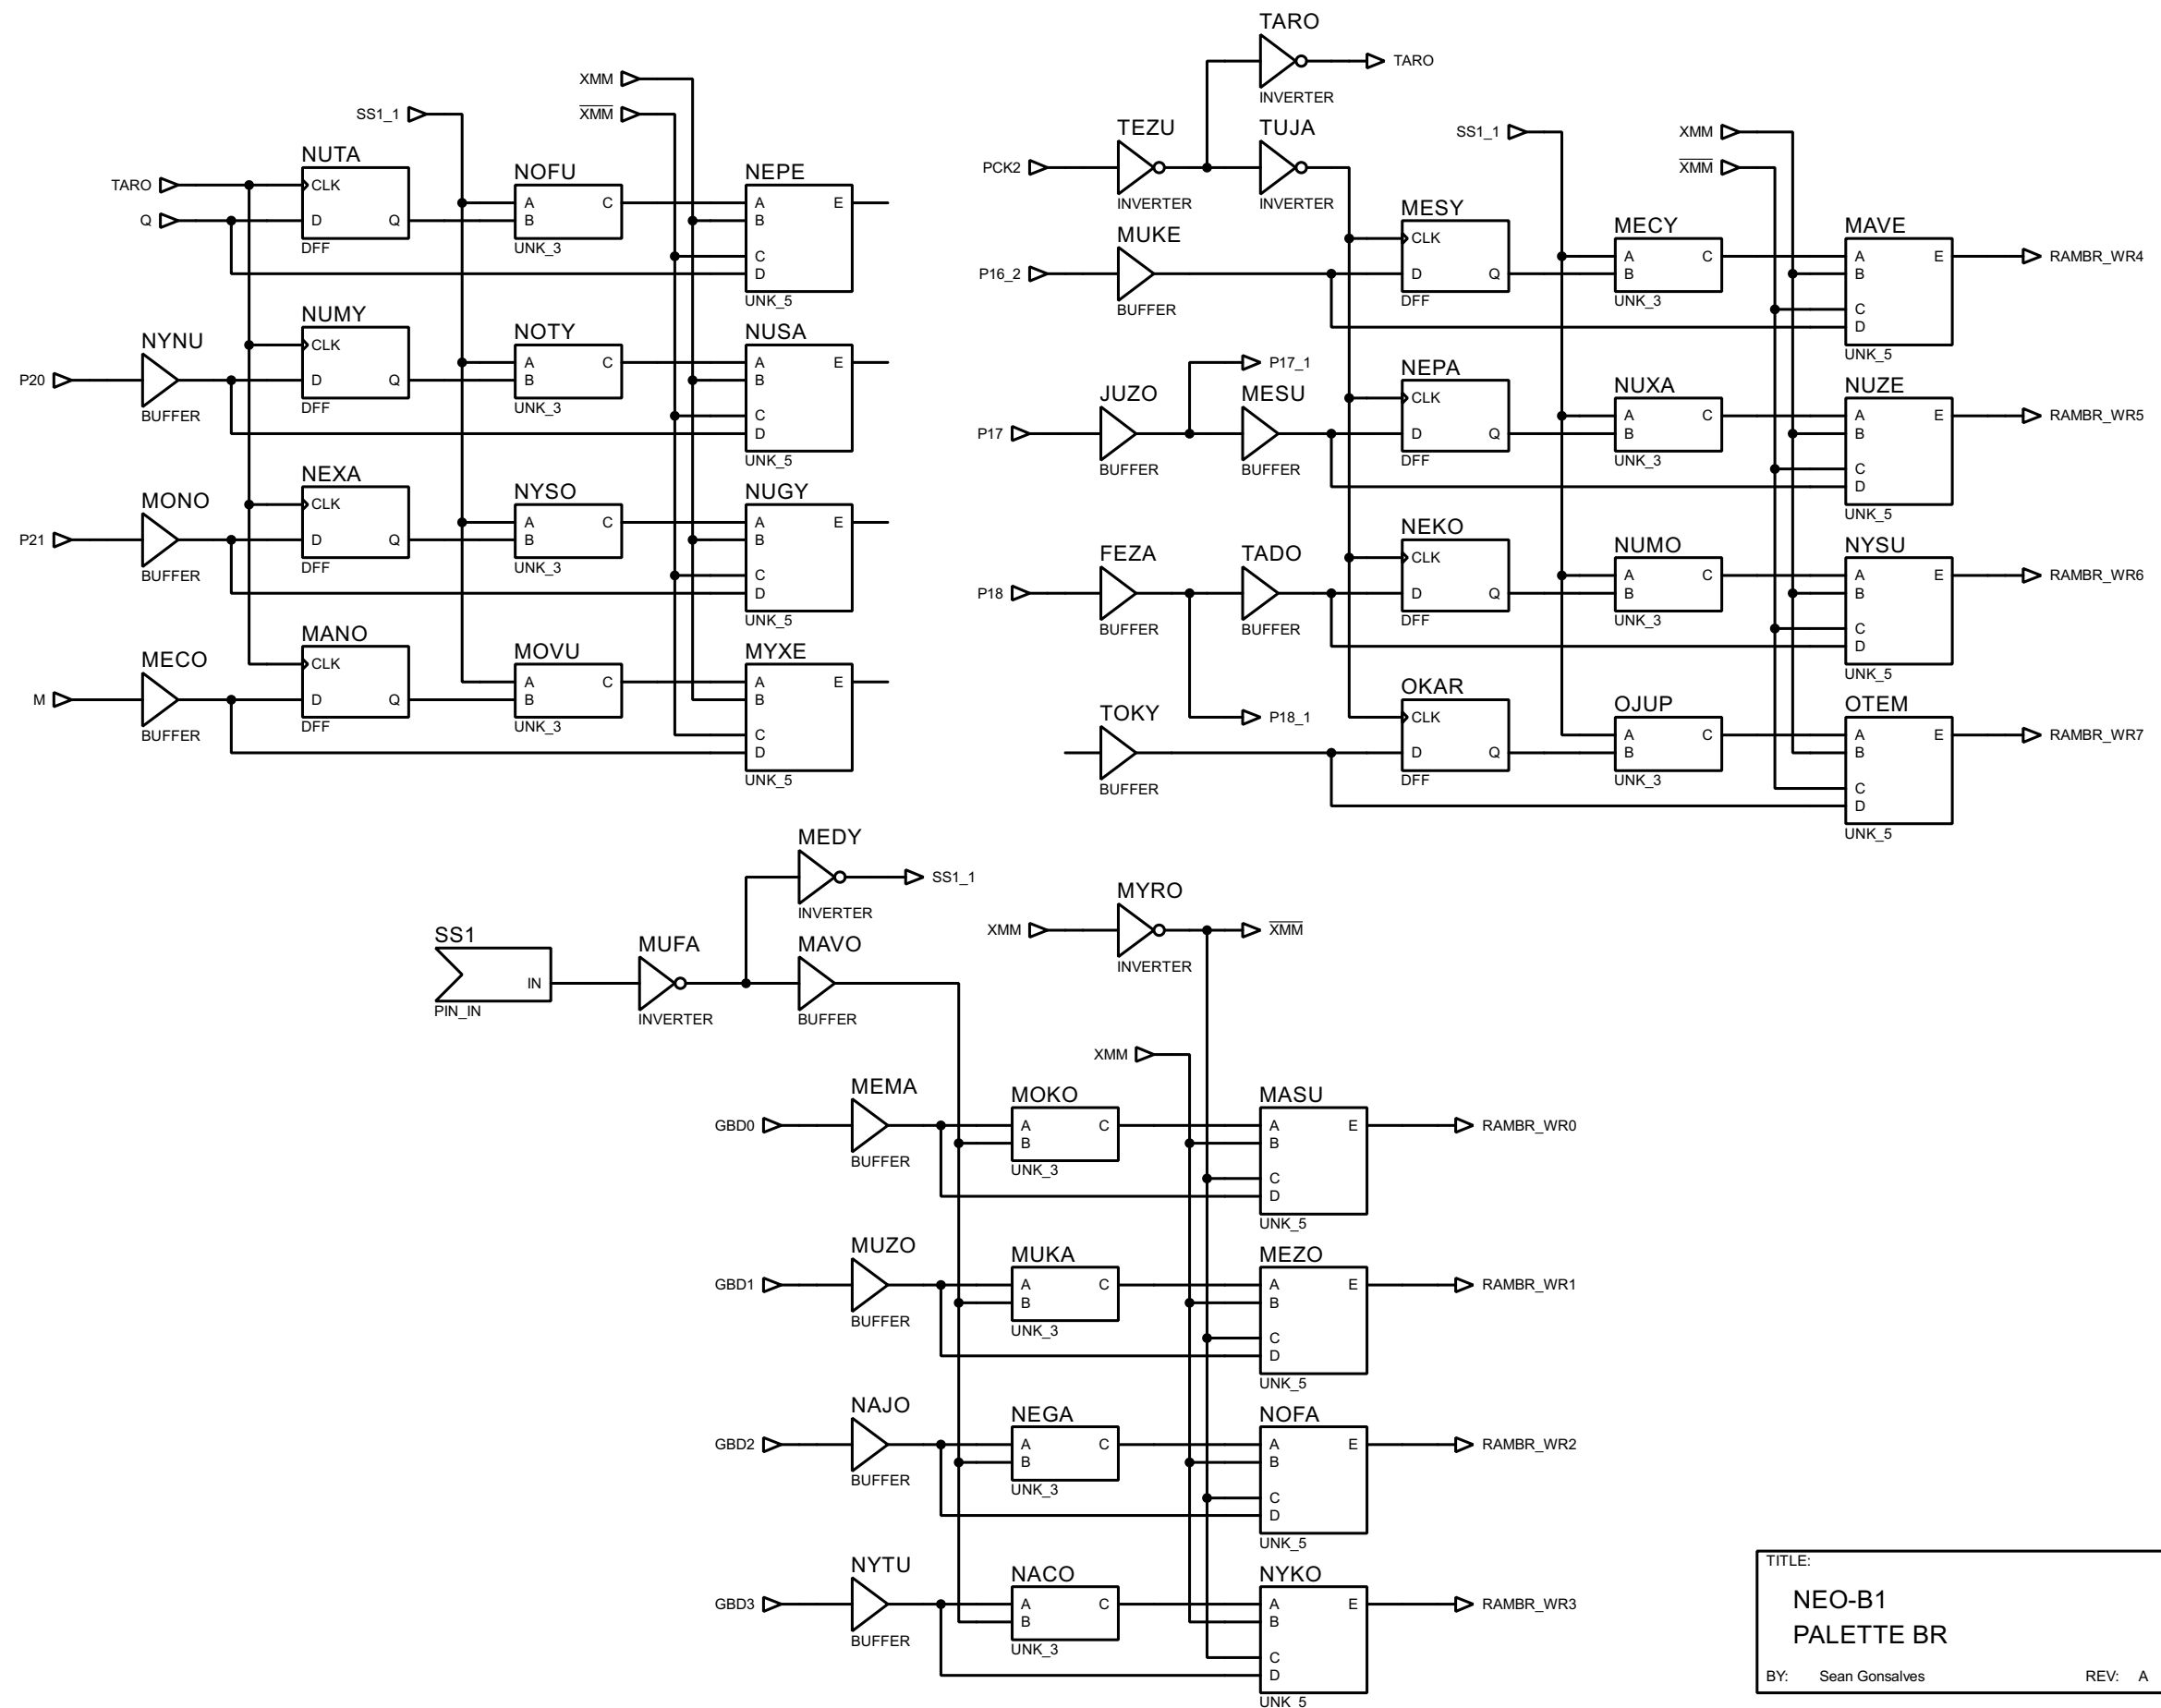 TARO
XMM
TARO
SS1_1
XMM
INVERTER
NUTA
NOFU
NEPE
TEZU
TUJA
SS1_1
XMM
TARO
CLK
A
C
A
E
PCK2
XMM
Q
D
Q
B
B
INVERTER
INVERTER
DFF
UNK_3
C
D
UNK_5
MESY
MECY
MAVE
MUKE
CLK
A
C
A
E
RAMBR_WR4
P16_2
D
Q
B
B
BUFFER
DFF
UNK_3
C
D
UNK_5
NUMY
NOTY
NUSA
NYNU
CLK
A
C
A
E
P20
D
Q
B
B
BUFFER
DFF
UNK_3
C
D
UNK_5
P17_1
NEPA
NUXA
NUZE
JUZO
MESU
CLK
A
C
A
E
RAMBR_WR5
P17
D
Q
B
B
BUFFER
BUFFER
DFF
UNK_3
C
D
UNK_5
NEXA
NYSO
NUGY
MONO
CLK
A
C
A
E
P21
D
Q
B
B
BUFFER
DFF
UNK_3
C
D
UNK_5
NEKO
NUMO
NYSU
FEZA
TADO
CLK
A
C
A
E
RAMBR_WR6
P18
D
Q
B
B
BUFFER
BUFFER
DFF
UNK_3
C
D
UNK_5
MANO
MOVU
MYXE
MECO
CLK
A
C
A
E
M
D
Q
B
B
BUFFER
DFF
UNK_3
C
D
UNK_5
OKAR
OJUP
OTEM
TOKY
P18_1
CLK
A
C
A
E
RAMBR_WR7
D
Q
B
B
BUFFER
DFF
UNK_3
C
D
UNK_5
MEDY
SS1_1
INVERTER
MYRO
XMM
XMM
INVERTER
SS1
MUFA
MAVO
IN
PIN_IN
INVERTER
BUFFER
XMM
MEMA
MOKO
MASU
GBD0
A
C
A
E
RAMBR_WR0
B
B
BUFFER
UNK_3
C
D
UNK_5
MUZO
MUKA
MEZO
GBD1
A
C
A
E
RAMBR_WR1
B
B
BUFFER
UNK_3
C
D
UNK_5
NAJO
NEGA
NOFA
GBD2
A
C
A
E
RAMBR_WR2
B
B
BUFFER
UNK_3
C
D
UNK_5
NYTU
NACO
NYKO
GBD3
A
C
A
E
RAMBR_WR3
B
B
BUFFER
UNK_3
C
D
UNK_5
TITLE:
NEO-B1
PALETTE BR
BY: Sean Gonsalves REV: A